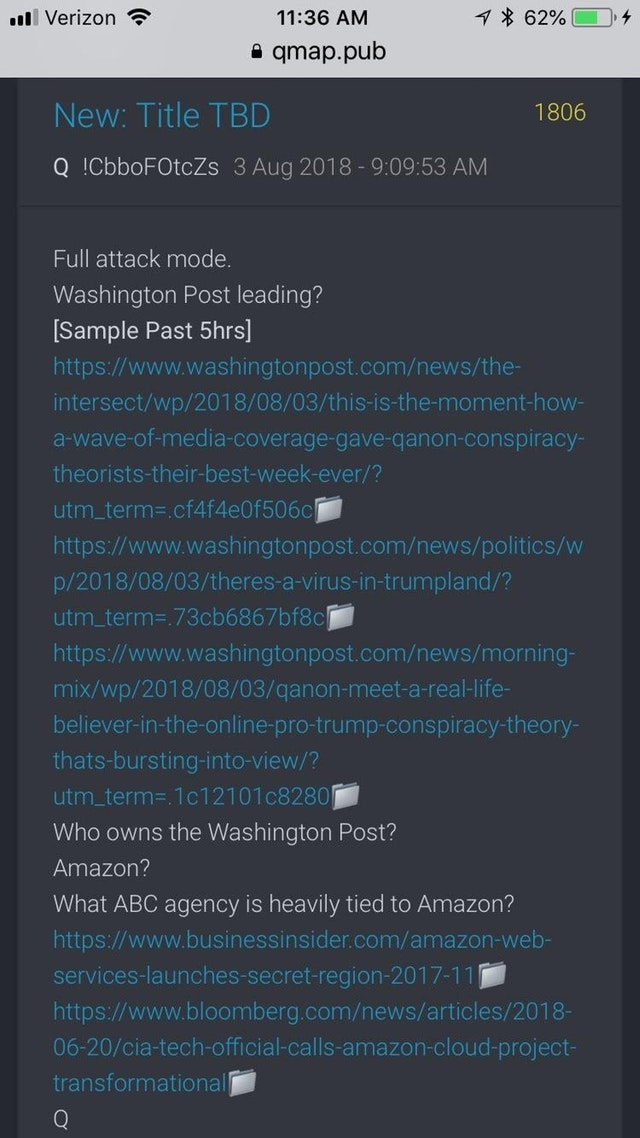 Verizon 11:36 AM 62%
qmap.pub
New: Title TBD 1806
Q !CbboFOtcZs 3 Aug 2018 - 9:09:53 AM
Full attack mode.
Washington Post leading?
[Sample Past 5hrs]
https://www.washingtonpost.com/news/the-
intersect/wp/2018/08/03/this-is-the-moment-how-
a-wave-of-media-coverage-gave-qanon-conspiracy-
theorists-their-best-week-ever/?
utm_term=.cf4f4e0f506c
https://www.washingtonpost.com/news/politics/w
p/2018/08/03/theres-a-virus-in-trumpland/?
utm_term=.73cb6867bf8c
https://www.washingtonpost.com/news/morning-
mix/wp/2018/08/03/qanon-meet-a-real-life-
believer-in-the-online-pro-trump-conspiracy-theory-
thats-bursting-into-view/?
utm_term=.1c12101c8280
Who owns the Washington Post?
Amazon?
What ABC agency is heavily tied to Amazon?
https://www.businessinsider.com/amazon-web-
services-launches-secret-region-2017-11
https://www.bloomberg.com/news/articles/2018-
06-20/cia-tech-official-calls-amazon-cloud-project-
transformational
Q